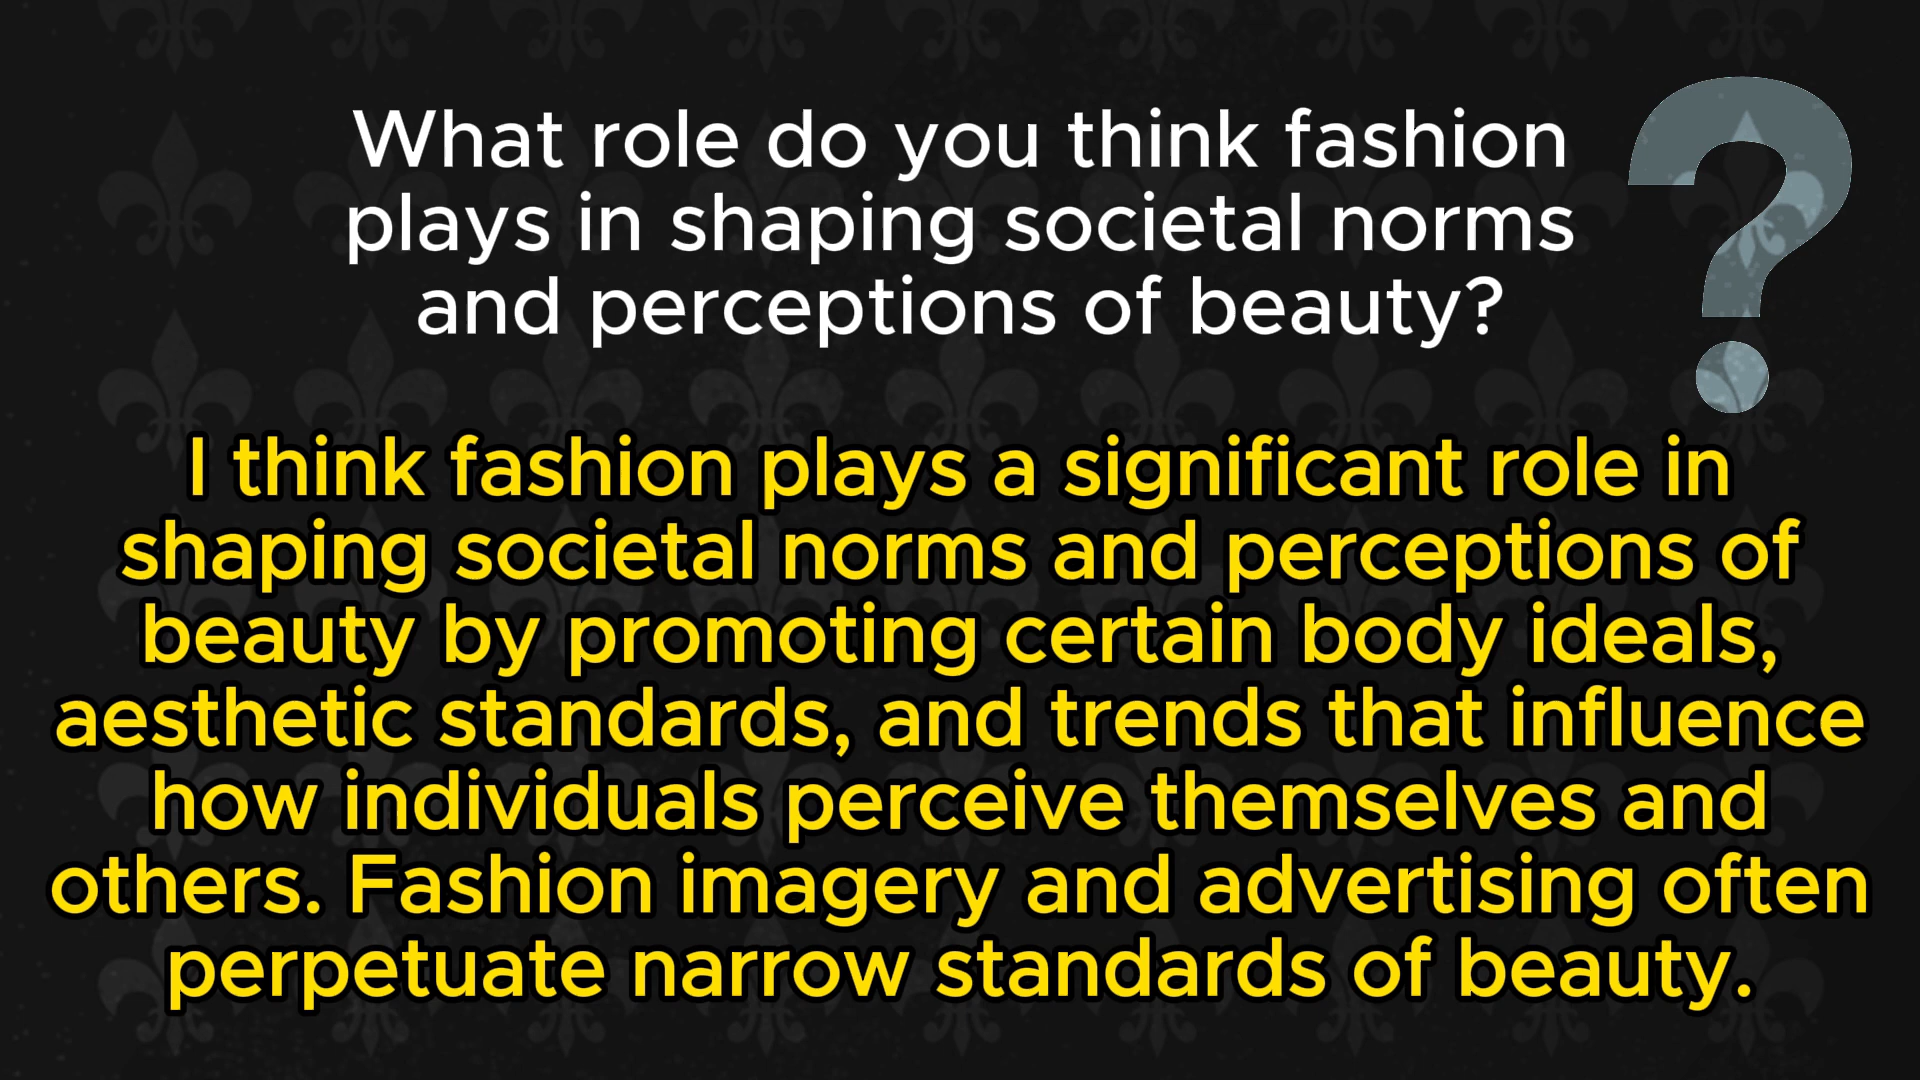 What role do you think fashion
plays in shaping societal norms
and perceptions of beauty?
I think fashion plays a significant role in
shaping societal norms and perceptions of
beauty by promoting certain body ideals,
aesthetic standards, and trends that influence
how individuals perceive themselves and
others. Fashion imagery and advertising often
perpetuate narrow standards of beauty.